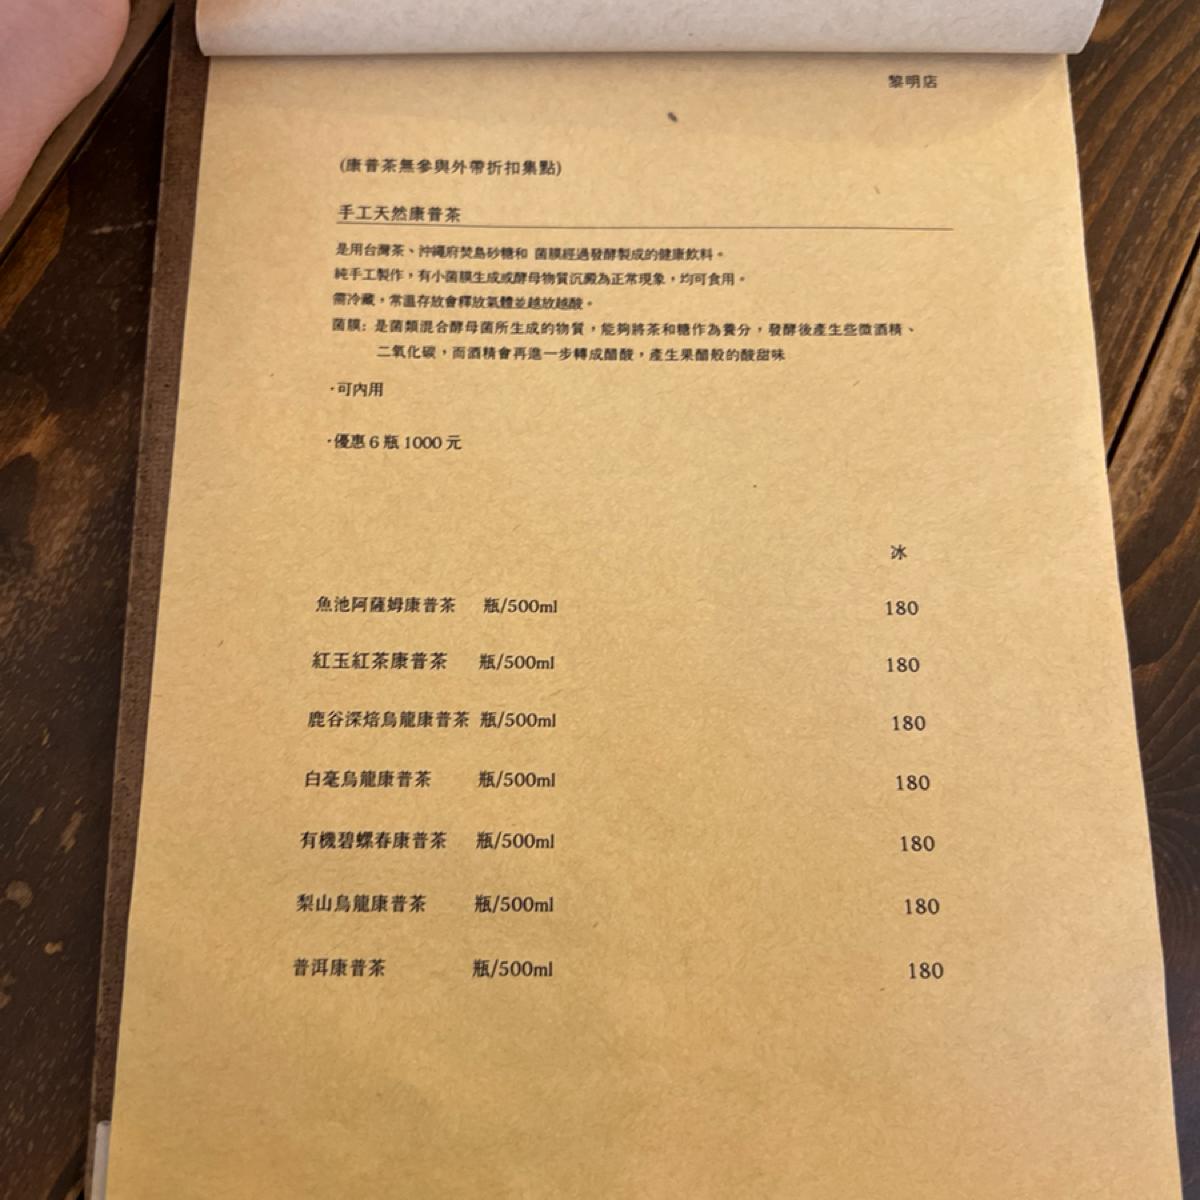 黎明店
(康普茶無參與外帶折扣集點)
手工天然康普茶
是用台灣茶、沖繩府焚島砂糖和 菌膜經過發酵製成的健康飲料。
純手工製作，有小菌膜生成或酵母物質沉澱為正常現象，均可食用。
需冷藏，常溫存放會釋放氣體並越放越酸。
菌膜: 是菌類混合酵母菌所生成的物質，能夠將茶和糖作為養分，發酵後產生些微酒精、
二氧化碳，而酒精會再進一步轉成醋酸，產生果醋般的酸甜味
·可內用
·優惠 6 瓶 1000 元
冰
魚池阿薩姆康普茶 瓶/500ml 180
紅玉紅茶康普茶 瓶/500ml 180
鹿谷深焙烏龍康普茶 瓶/500ml 180
白毫烏龍康普茶 瓶/500ml 180
有機碧螺春康普茶 瓶/500ml 180
梨山烏龍康普茶 瓶/500ml 180
普洱康普茶 瓶/500ml 180